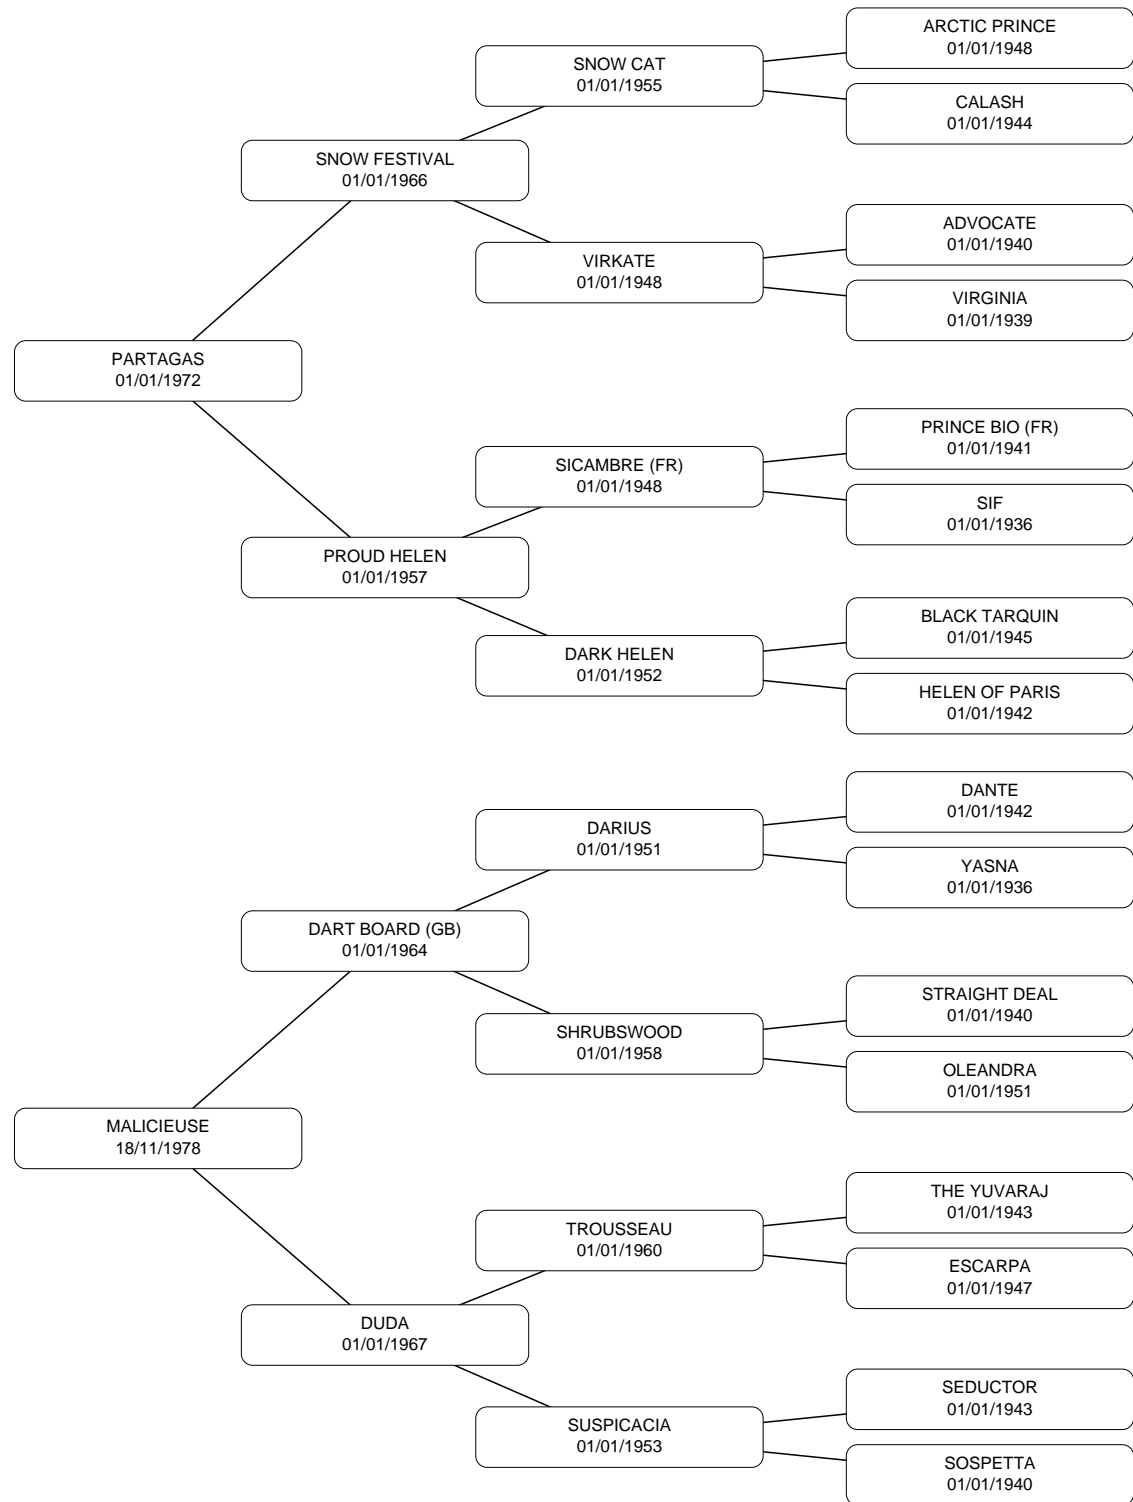 ARCTIC PRINCE
01/01/1948
SNOW CAT
01/01/1955
CALASH
01/01/1944
SNOW FESTIVAL
01/01/1966
ADVOCATE
01/01/1940
VIRKATE
01/01/1948
VIRGINIA
01/01/1939
PARTAGAS
01/01/1972
PRINCE BIO (FR)
01/01/1941
SICAMBRE (FR)
01/01/1948
SIF
01/01/1936
PROUD HELEN
01/01/1957
BLACK TARQUIN
01/01/1945
DARK HELEN
01/01/1952
HELEN OF PARIS
01/01/1942
DANTE
01/01/1942
DARIUS
01/01/1951
YASNA
01/01/1936
DART BOARD (GB)
01/01/1964
STRAIGHT DEAL
01/01/1940
SHRUBSWOOD
01/01/1958
OLEANDRA
01/01/1951
MALICIEUSE
18/11/1978
THE YUVARAJ
01/01/1943
TROUSSEAU
01/01/1960
ESCARPA
01/01/1947
DUDA
01/01/1967
SEDUCTOR
01/01/1943
SUSPICACIA
01/01/1953
SOSPETTA
01/01/1940